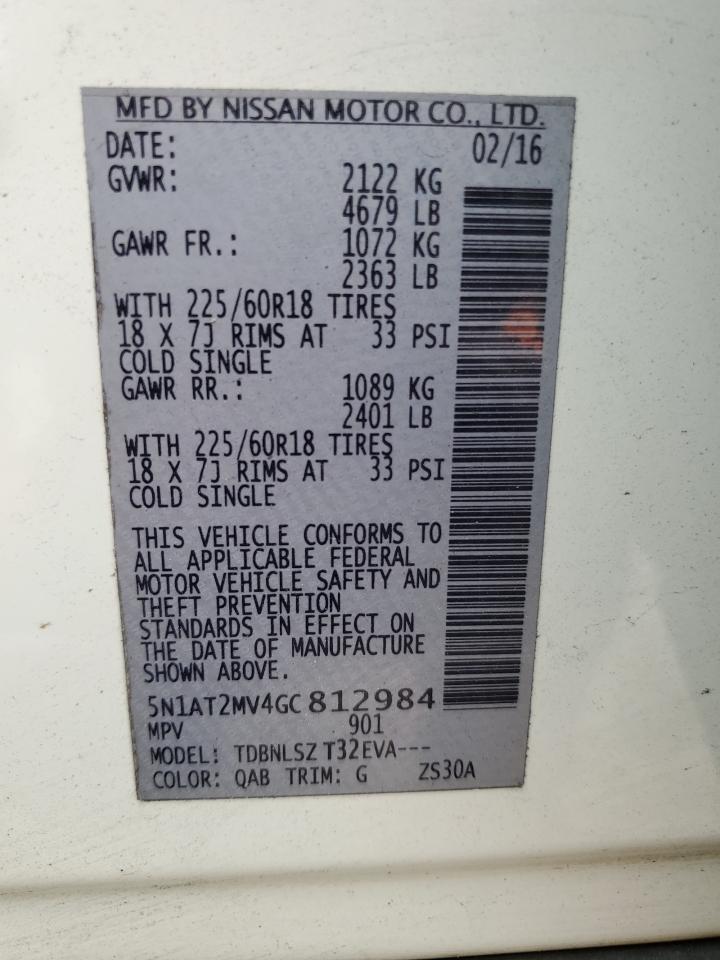 MFD BY NISSAN MOTOR CO., LTD.
DATE: 02/16
GVWR: 2122 KG
4679 LB
GAWR FR.: 1072 KG
2363 LB
WITH 225/60R18 TIRES
18 X 7J RIMS AT 33 PSI
COLD SINGLE
GAWR RR.: 1089 KG
2401 LB
WITH 225/60R18 TIRES
18 X 7J RIMS AT 33 PSI
COLD SINGLE
THIS VEHICLE CONFORMS TO
ALL APPLICABLE FEDERAL
MOTOR VEHICLE SAFETY AND
THEFT PREVENTION
STANDARDS IN EFFECT ON
THE DATE OF MANUFACTURE
SHOWN ABOVE.
5N1AT2MV4GC812984
MPV 901
MODEL: TDBNLSZ T32EVA---
COLOR: QAB TRIM: G ZS30A